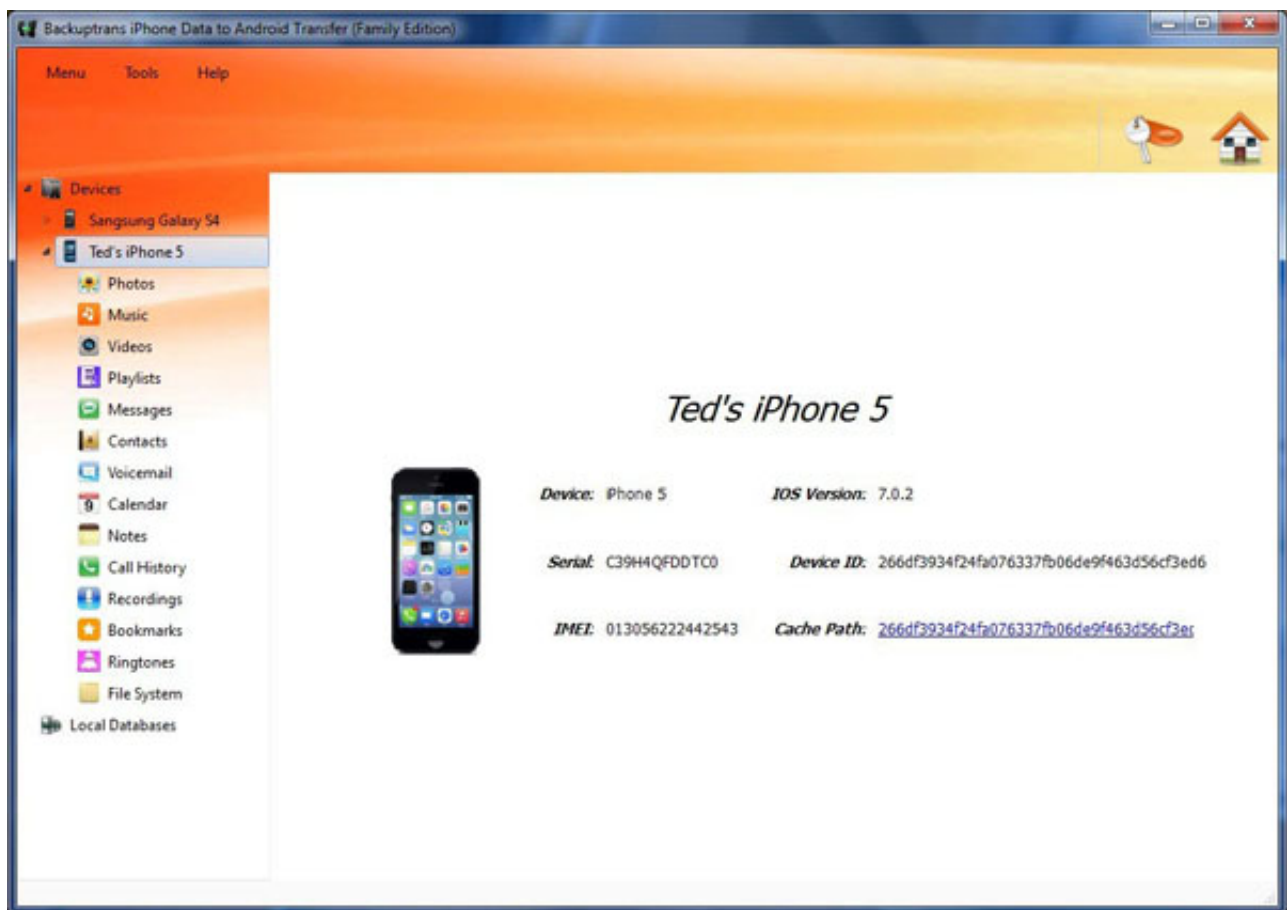 Backuptrans iPhone Data to Android Transfer (Family Edition)
Menu Tools Help
Devices
Sangsung Galaxy S4
Ted's iPhone 5
Photos
Music
Videos
Playlists
Messages
Contacts
Voicemail
9 Calendar
Notes
Call History
Recordings
Bookmarks
Ringtones
File System
Local Databases
Ted's iPhone 5
Device: iPhone 5 IOS Version: 7.0.2
Serial: C39H4QFDDTC0 Device ID: 266df3934f24fa076337fb06de9f463d56cf3ed6
IMEI: 013056222442543 Cache Path: 266df3934f24fa076337fb06de9f463d56cf3er